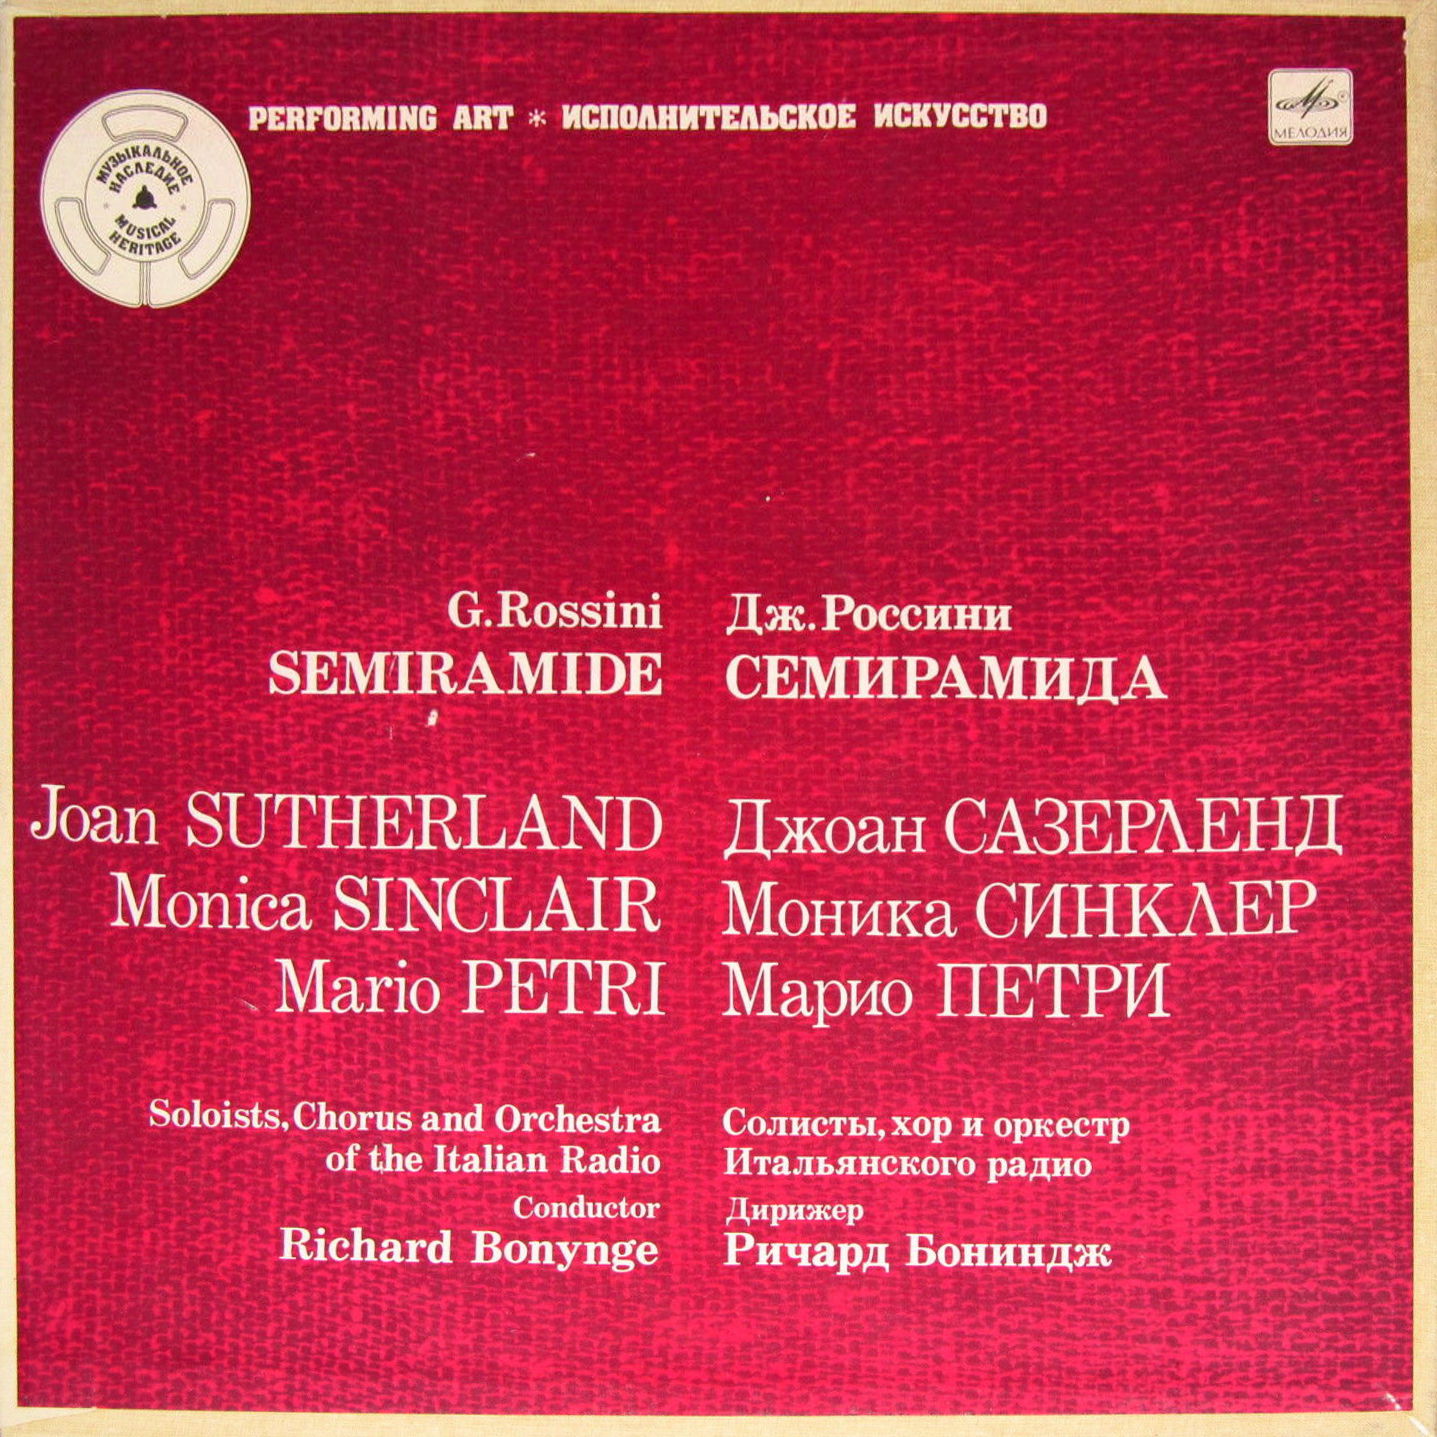 PERFORMING ART * ИСПОЛНИТЕЛЬСКОЕ ИСКУССТВО
МЕЛОДИЯ
МУЗЫКАЛЬНОЕ
НАСЛЕДИЕ
MUSICAL
HERITAGE
G.Rossini
SEMIRAMIDE
Дж.Россини
СЕМИРАМИДА
Joan SUTHERLAND
Monica SINCLAIR
Mario PETRI
Джоан САЗЕРЛЕНД
Моника СИНКЛЕР
Марио ПЕТРИ
Soloists, Chorus and Orchestra
of the Italian Radio
Conductor
Richard Bonynge
Солисты, хор и оркестр
Итальянского радио
Дирижер
Ричард Бониндж